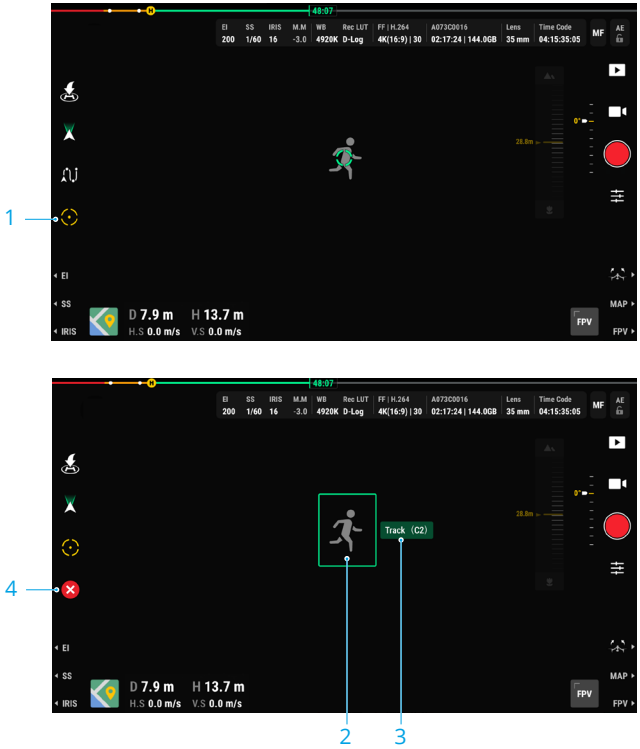 H 48:07
EI SS IRIS M.M WB Rec LUT FF | H.264 A073C0016 Lens Time Code MF AE
200 1/60 16 -3.0 4920K D-Log 4K(16:9) | 30 02:17:24 | 144.0GB 35 mm 04:15:35:05
0°
28.8m
1
EI
SS MAP
D 7.9 m H 13.7 m
IRIS H.S 0.0 m/s V.S 0.0 m/s FPV FPV
H 48:07
EI SS IRIS M.M WB Rec LUT FF | H.264 A073C0016 Lens Time Code MF AE
200 1/60 16 -3.0 4920K D-Log 4K(16:9) | 30 02:17:24 | 144.0GB 35 mm 04:15:35:05
0°
28.8m
Track (C2)
4
EI
SS MAP
D 7.9 m H 13.7 m
IRIS H.S 0.0 m/s V.S 0.0 m/s FPV FPV
2 3